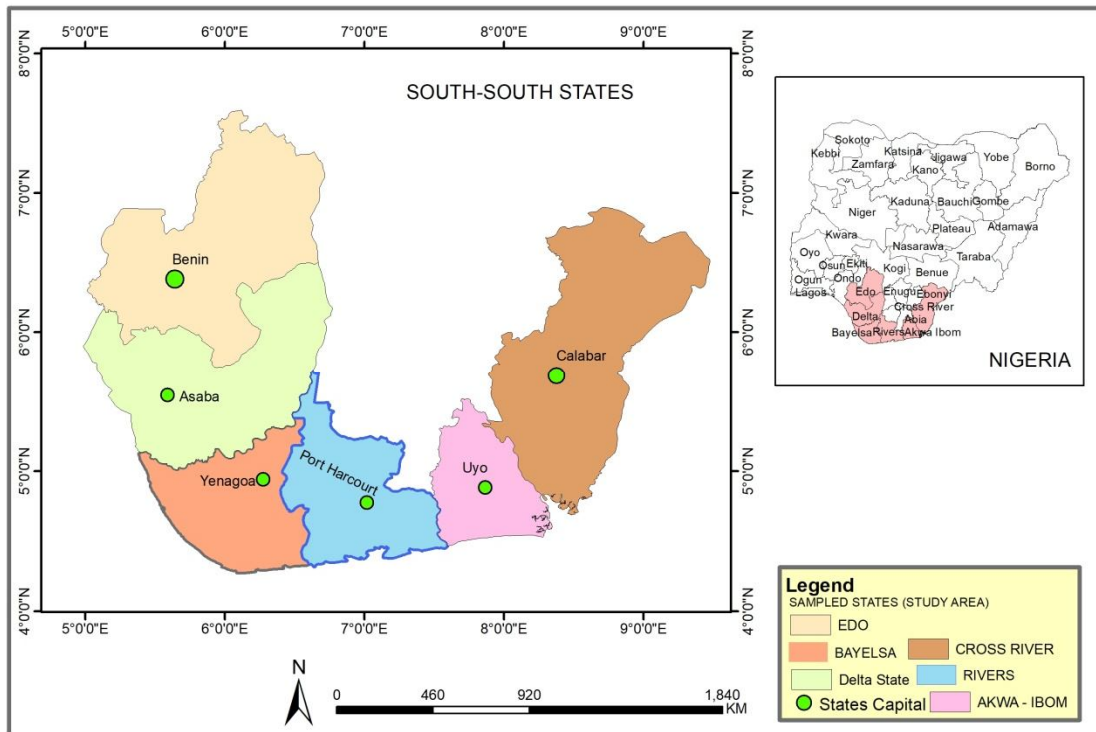 5°0'0"E 6°0'0"E 7°0'0"E 8°0'0"E 9°0'0"E
8°0'0"N
8°0'0"N
SOUTH-SOUTH STATES
7°0'0"N
7°0'0"N
Benin
6°0'0"N
6°0'0"N
Calabar
Asaba
5°0'0"N
5°0'0"N
Yenagoa
Port Harcourt
Uyo
4°0'0"N
4°0'0"N
5°0'0"E 6°0'0"E 7°0'0"E 8°0'0"E 9°0'0"E
N
0 460 920 1,840
KM
Sokoto
Kebbi
Katsina
Jigawa
Yobe
Zamfara
Kano
Borno
Kaduna
Bauchi
Gombe
Niger
Adamawa
Plateau
Kwara
Nasarawa
Taraba
Oyo
Osun
Ekiti
Kogi
Benue
Ogun
Ondo
Lagos
Edo
Enugu
Ebonyi
Cross River
Delta
Abia
Bayelsa
Rivers
Akwa Ibom
NIGERIA
Legend
SAMPLED STATES (STUDY AREA)
EDO
BAYELSA CROSS RIVER
Delta State RIVERS
States Capital AKWA - IBOM